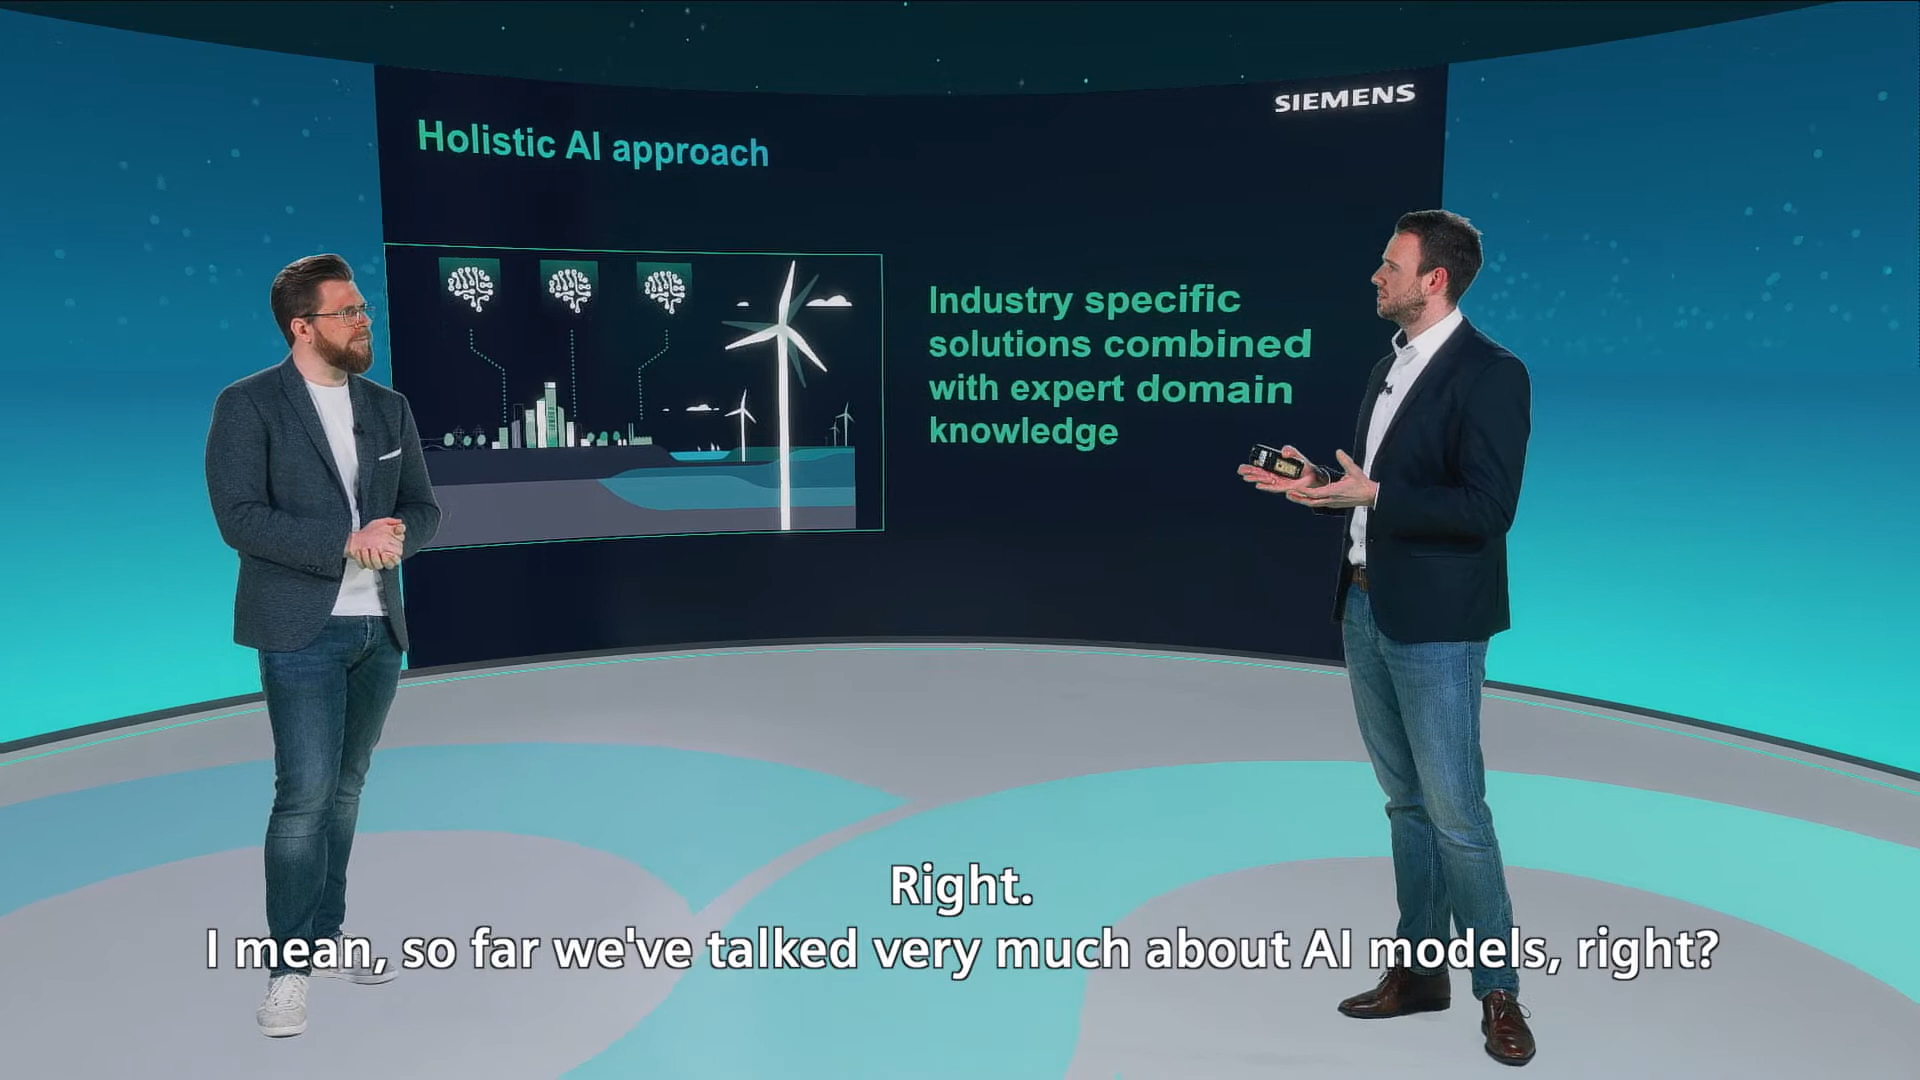 SIEMENS
Holistic AI approach
Industry specific
solutions combined
with expert domain
knowledge
Right.
I mean, so far we've talked very much about AI models, right?